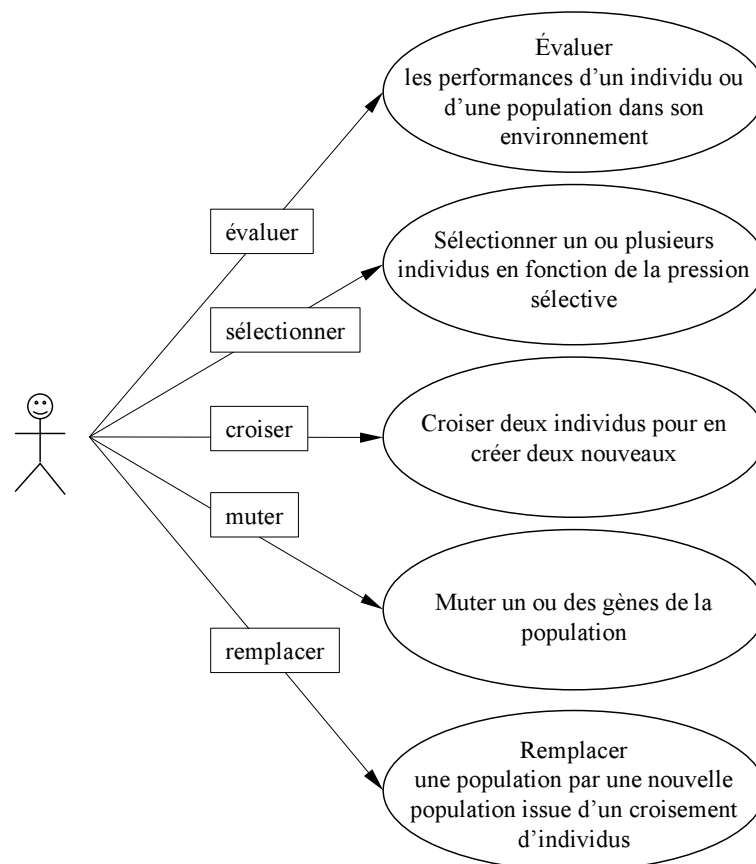 Évaluer
les performances d'un individu ou
d'une population dans son
environnement
évaluer
Sélectionner un ou plusieurs
individus en fonction de la pression
sélective
sélectionner
croiser
Croiser deux individus pour en
créer deux nouveaux
muter
Muter un ou des gènes de la
population
remplacer
Remplacer
une population par une nouvelle
population issue d'un croisement
d'individus